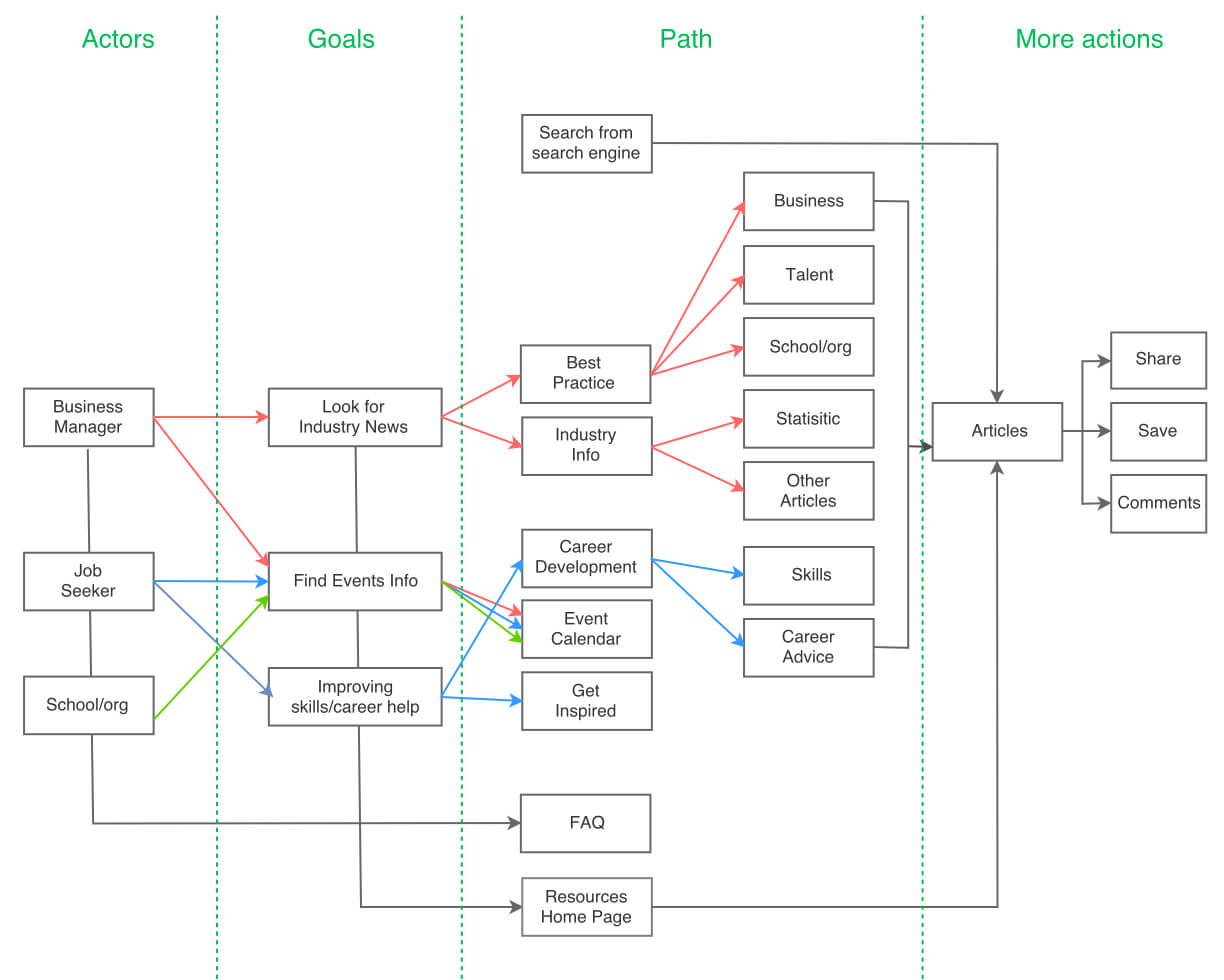 Actors
Goals
Path
More actions
Search from
search engine
Business
Talent
School/org
Statisitic
Other
Articles
Best
Practice
Industry
Info
Business
Manager
Look for
Industry News
Articles
Share
Save
Comments
Job
Seeker
Find Events Info
Career
Development
Event
Calendar
Get
Inspired
Skills
Career
Advice
School/org
Improving
skills/career help
FAQ
Resources
Home Page